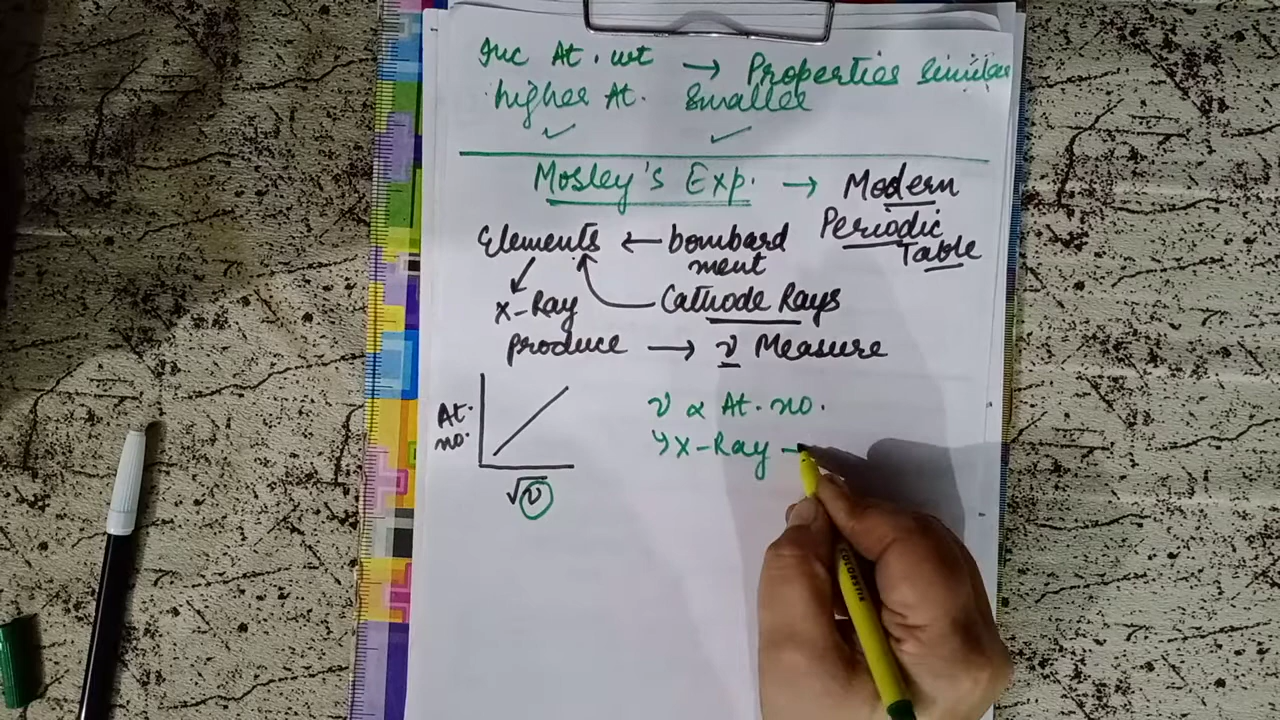 Inc At. wt → Properties similar
higher At. smaller
✓ ✓
Mosley's Exp. → Modern
Periodic
Table
Elements ← bombard
ment
X-Ray Cathode Rays
produce → ν Measure
At.
no.
√ν
ν ∝ At. no.
↳ X-Ray -
COLORSTIX